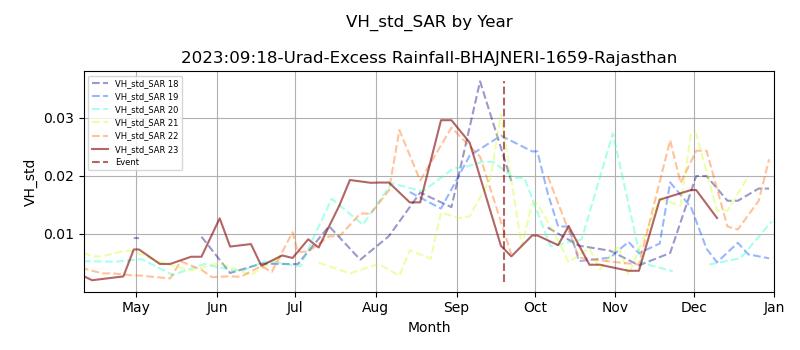 VH_std_SAR by Year
2023:09:18-Urad-Excess Rainfall-BHAJNERI-1659-Rajasthan
VH_std_SAR 18
VH_std_SAR 19
VH_std_SAR 20
VH_std_SAR 21
VH_std_SAR 22
VH_std_SAR 23
Event
VH_std
0.03
0.02
0.01
May Jun Jul Aug Sep Oct Nov Dec Jan
Month